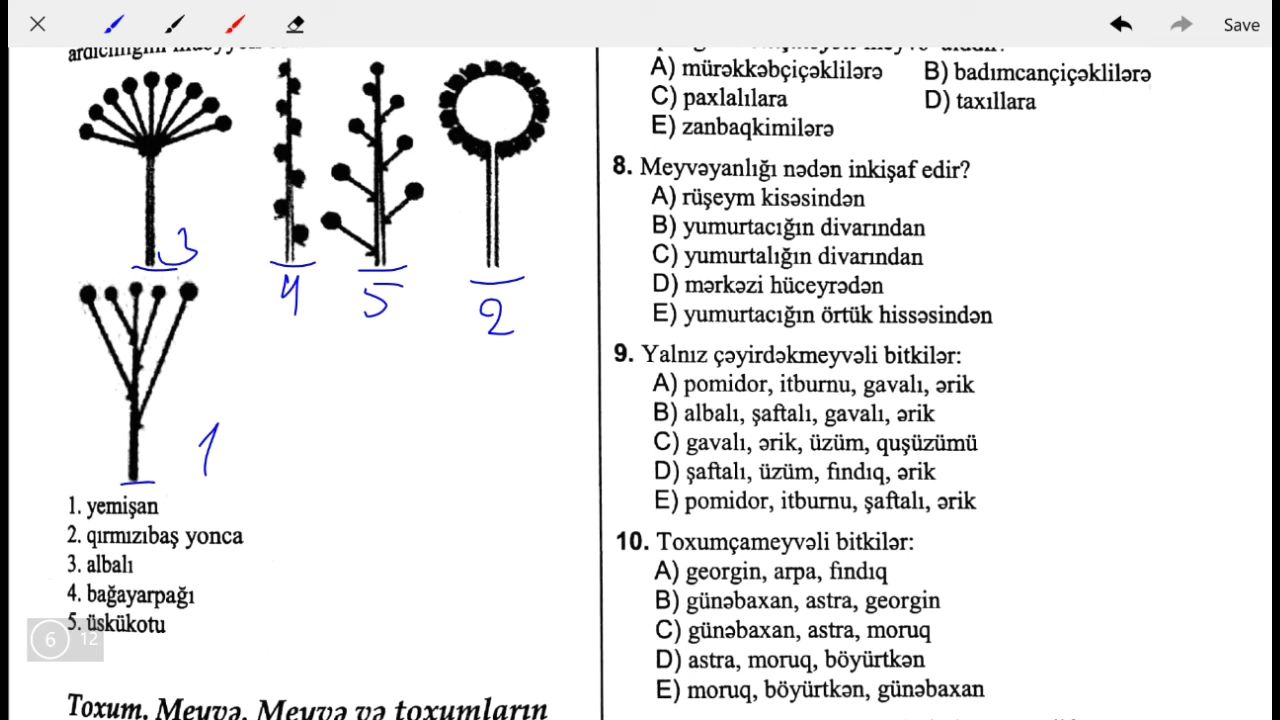 Save
3
4
5
2
1
1. yemişan
2. qırmızıbaş yonca
3. albalı
4. bağayarpağı
5. üskükotu
6 12
Toxum. Meyvə. Meyvə və toxumların
A) mürəkkəbçiçəklilərə B) badımcançiçəklilərə
C) paxlalılara D) taxıllara
E) zanbaqkimilərə
8. Meyvəyanlığı nədən inkişaf edir?
A) rüşeym kisəsindən
B) yumurtacığın divarından
C) yumurtalığın divarından
D) mərkəzi hüceyrədən
E) yumurtacığın örtük hissəsindən
9. Yalnız çəyirdəkmeyvəli bitkilər:
A) pomidor, itburnu, gavalı, ərik
B) albalı, şaftalı, gavalı, ərik
C) gavalı, ərik, üzüm, quşüzümü
D) şaftalı, üzüm, fındıq, ərik
E) pomidor, itburnu, şaftalı, ərik
10. Toxumçameyvəli bitkilər:
A) georgin, arpa, fındıq
B) günəbaxan, astra, georgin
C) günəbaxan, astra, moruq
D) astra, moruq, böyürtkən
E) moruq, böyürtkən, günəbaxan